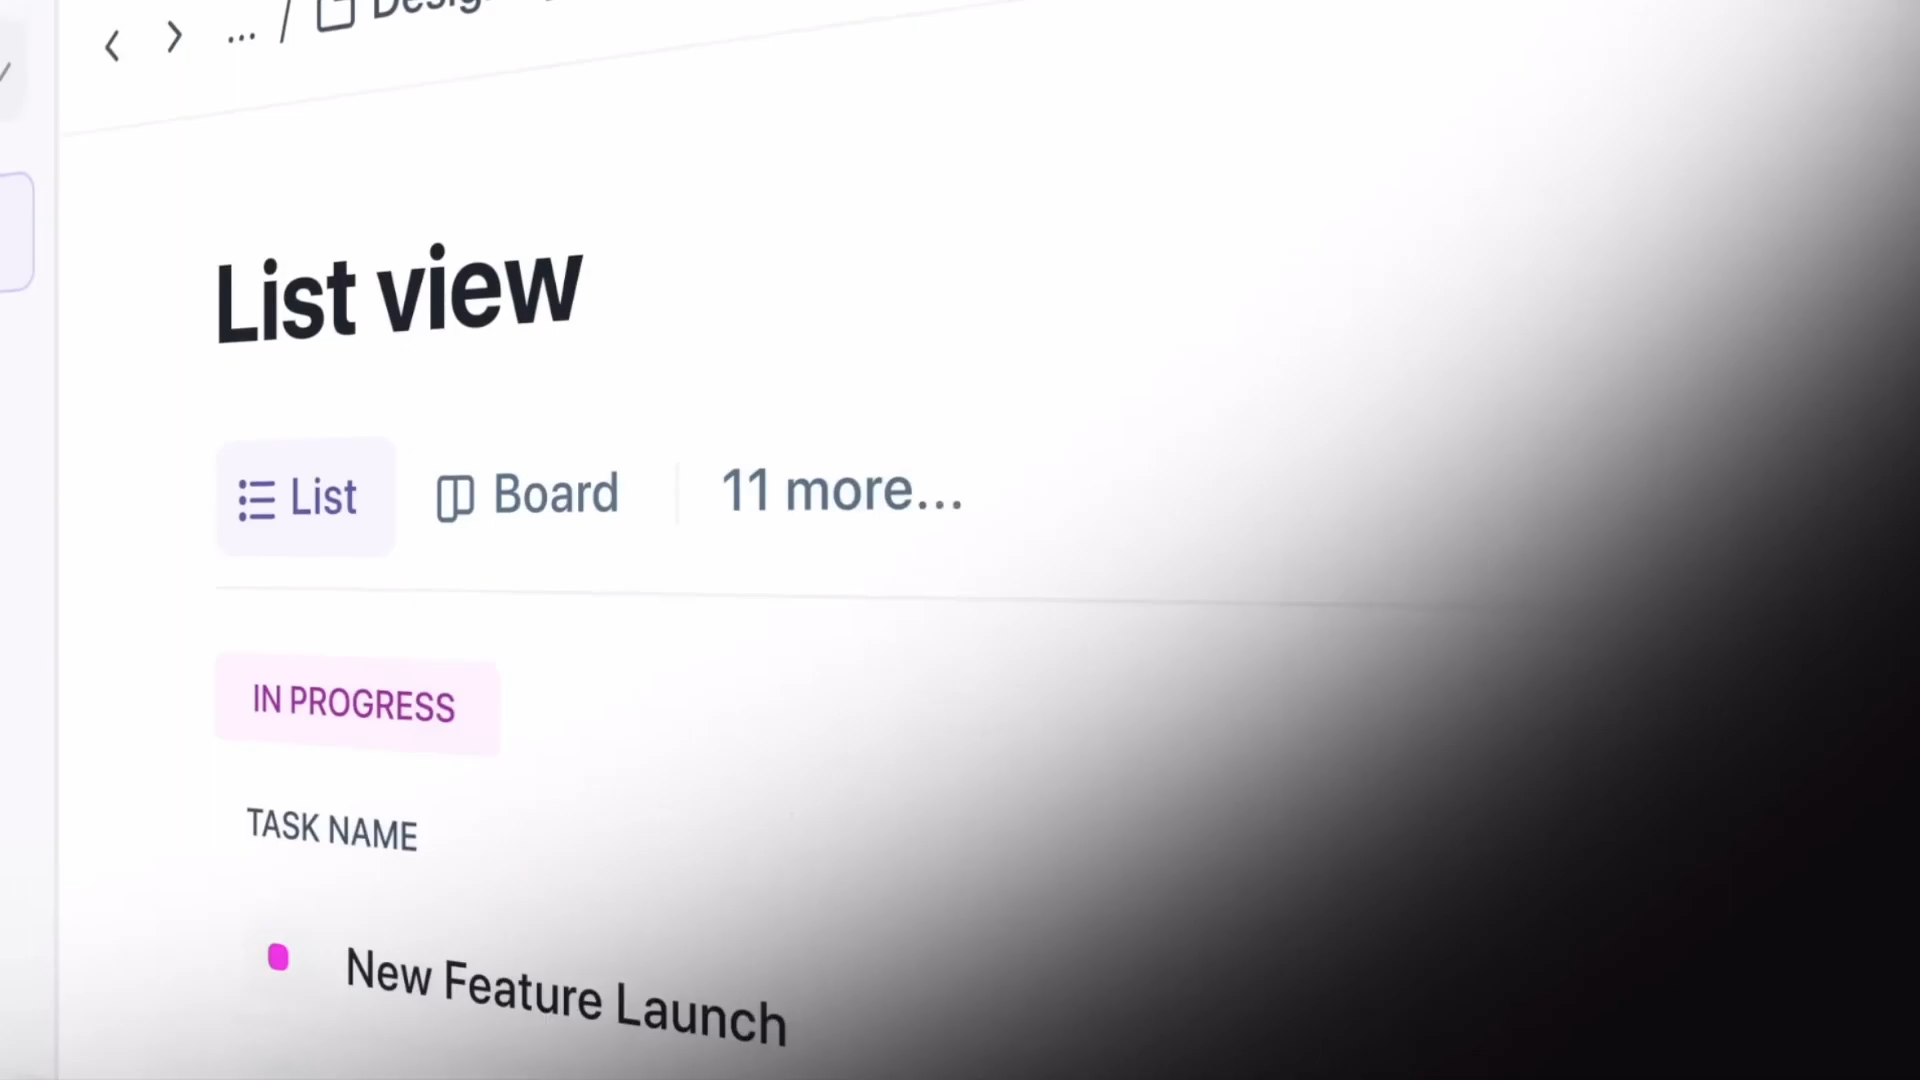 ... /
List view
List Board 11 more...
IN PROGRESS
TASK NAME
New Feature Launch